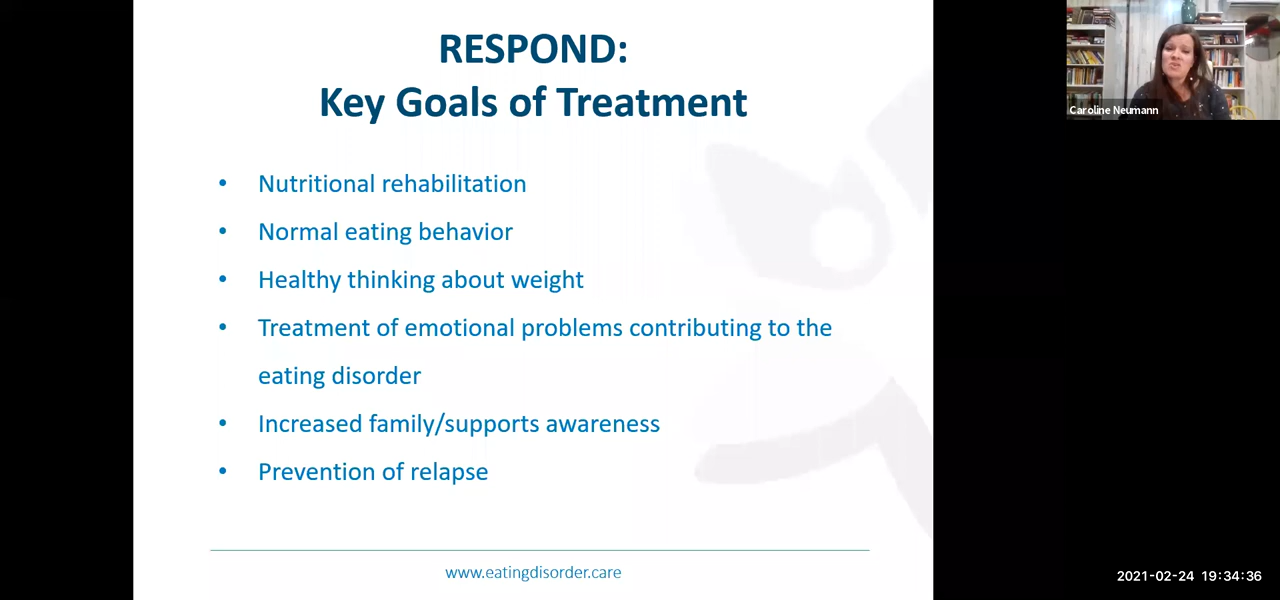 RESPOND:
Key Goals of Treatment
• Nutritional rehabilitation
• Normal eating behavior
• Healthy thinking about weight
• Treatment of emotional problems contributing to the
eating disorder
• Increased family/supports awareness
• Prevention of relapse
www.eatingdisorder.care
Caroline Neumann
2021-02-24 19:34:36